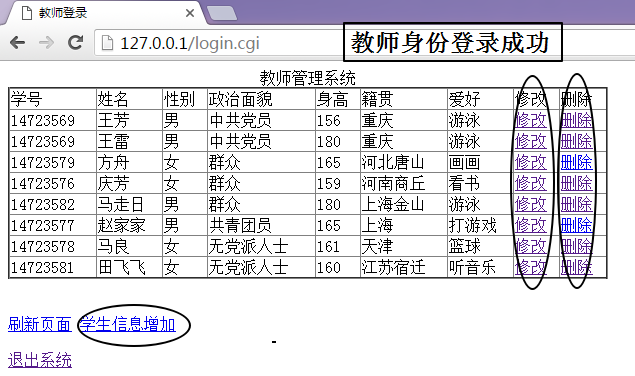 教师登录
127.0.0.1/login.cgi
教师身份登录成功
教师管理系统
学号 姓名 性别 政治面貌 身高 籍贯 爱好 修改 删除
14723569 王芳 男 中共党员 156 重庆 游泳 修改 删除
14723569 王雷 男 中共党员 180 重庆 游泳 修改 删除
14723579 方舟 女 群众 165 河北唐山 画画 修改 删除
14723576 庆芳 女 群众 159 河南商丘 看书 修改 删除
14723582 马走日 男 群众 180 上海金山 游泳 修改 删除
14723577 赵家家 男 共青团员 165 上海 打游戏 修改 删除
14723578 马良 女 无党派人士 161 天津 篮球 修改 删除
14723581 田飞飞 女 无党派人士 160 江苏宿迁 听音乐 修改 删除
刷新页面 学生信息增加
退出系统